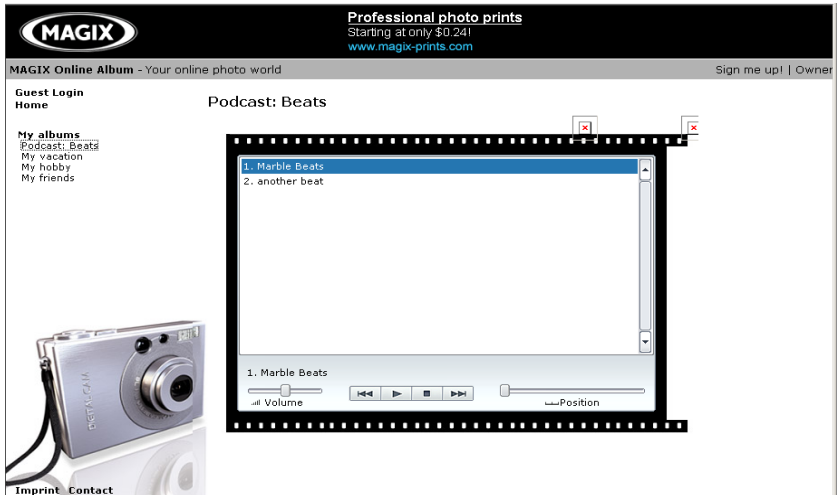 MAGIX
Professional photo prints
Starting at only $0.24!
www.magix-prints.com
MAGIX Online Album - Your online photo world
Sign me up! | Owner
Guest Login
Home
My albums
Podcast: Beats
My vacation
My hobby
My friends
Podcast: Beats
1. Marble Beats
2. another beat
1. Marble Beats
Volume
Position
DIGITAL CAM
Imprint Contact